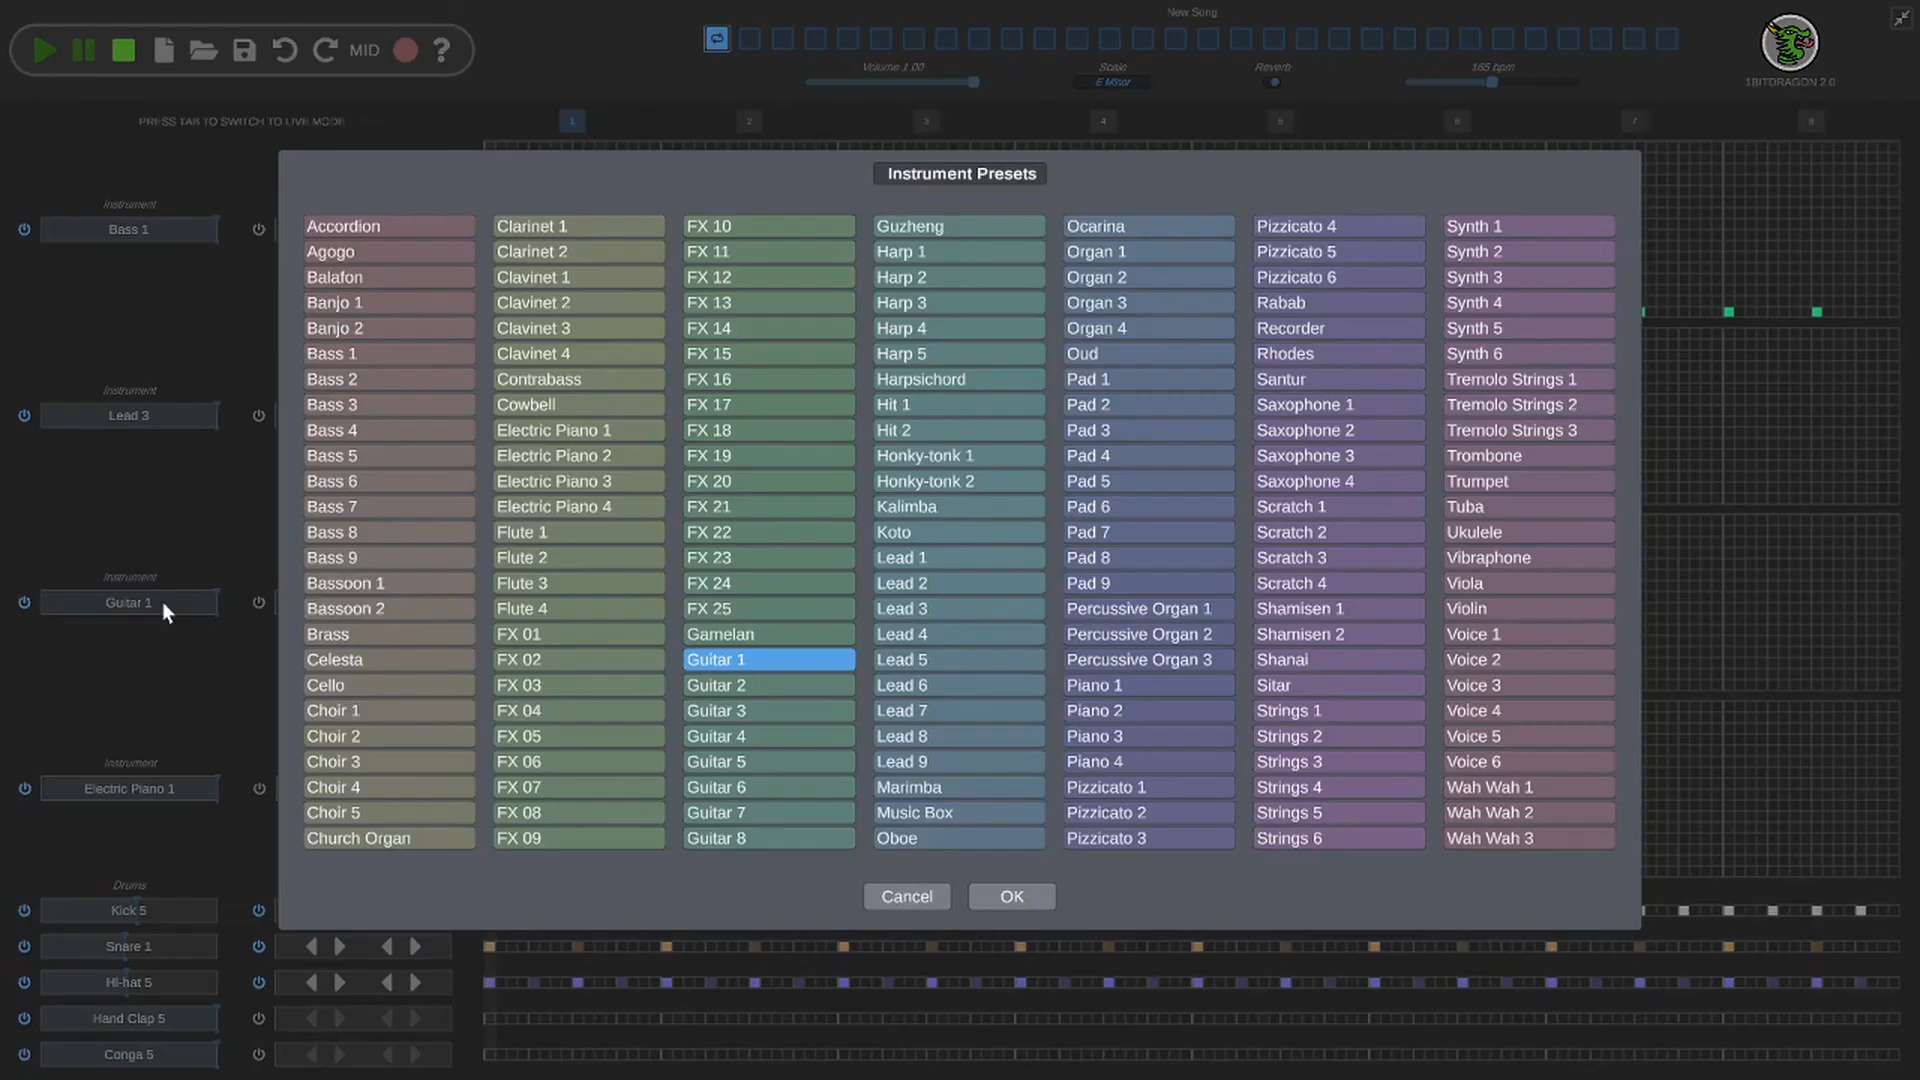 New Song
MID
?
Volume 1.00
Scale
E Minor
Reverb
165 bpm
1BITDRAGON 2.0
PRESS TAB TO SWITCH TO LIVE MODE
1
2
3
4
5
6
7
8
Instrument
Bass 1
Instrument
Lead 3
Instrument
Guitar 1
Instrument
Electric Piano 1
Drums
Kick 5
Snare 1
Hi-hat 5
Hand Clap 5
Conga 5
Instrument Presets
Accordion
Agogo
Balafon
Banjo 1
Banjo 2
Bass 1
Bass 2
Bass 3
Bass 4
Bass 5
Bass 6
Bass 7
Bass 8
Bass 9
Bassoon 1
Bassoon 2
Brass
Celesta
Cello
Choir 1
Choir 2
Choir 3
Choir 4
Choir 5
Church Organ
Clarinet 1
Clarinet 2
Clavinet 1
Clavinet 2
Clavinet 3
Clavinet 4
Contrabass
Cowbell
Electric Piano 1
Electric Piano 2
Electric Piano 3
Electric Piano 4
Flute 1
Flute 2
Flute 3
Flute 4
FX 01
FX 02
FX 03
FX 04
FX 05
FX 06
FX 07
FX 08
FX 09
FX 10
FX 11
FX 12
FX 13
FX 14
FX 15
FX 16
FX 17
FX 18
FX 19
FX 20
FX 21
FX 22
FX 23
FX 24
FX 25
Gamelan
Guitar 1
Guitar 2
Guitar 3
Guitar 4
Guitar 5
Guitar 6
Guitar 7
Guitar 8
Guzheng
Harp 1
Harp 2
Harp 3
Harp 4
Harp 5
Harpsichord
Hit 1
Hit 2
Honky-tonk 1
Honky-tonk 2
Kalimba
Koto
Lead 1
Lead 2
Lead 3
Lead 4
Lead 5
Lead 6
Lead 7
Lead 8
Lead 9
Marimba
Music Box
Oboe
Ocarina
Organ 1
Organ 2
Organ 3
Organ 4
Oud
Pad 1
Pad 2
Pad 3
Pad 4
Pad 5
Pad 6
Pad 7
Pad 8
Pad 9
Percussive Organ 1
Percussive Organ 2
Percussive Organ 3
Piano 1
Piano 2
Piano 3
Piano 4
Pizzicato 1
Pizzicato 2
Pizzicato 3
Pizzicato 4
Pizzicato 5
Pizzicato 6
Rabab
Recorder
Rhodes
Santur
Saxophone 1
Saxophone 2
Saxophone 3
Saxophone 4
Scratch 1
Scratch 2
Scratch 3
Scratch 4
Shamisen 1
Shamisen 2
Shanai
Sitar
Strings 1
Strings 2
Strings 3
Strings 4
Strings 5
Strings 6
Synth 1
Synth 2
Synth 3
Synth 4
Synth 5
Synth 6
Tremolo Strings 1
Tremolo Strings 2
Tremolo Strings 3
Trombone
Trumpet
Tuba
Ukulele
Vibraphone
Viola
Violin
Voice 1
Voice 2
Voice 3
Voice 4
Voice 5
Voice 6
Wah Wah 1
Wah Wah 2
Wah Wah 3
Cancel
OK